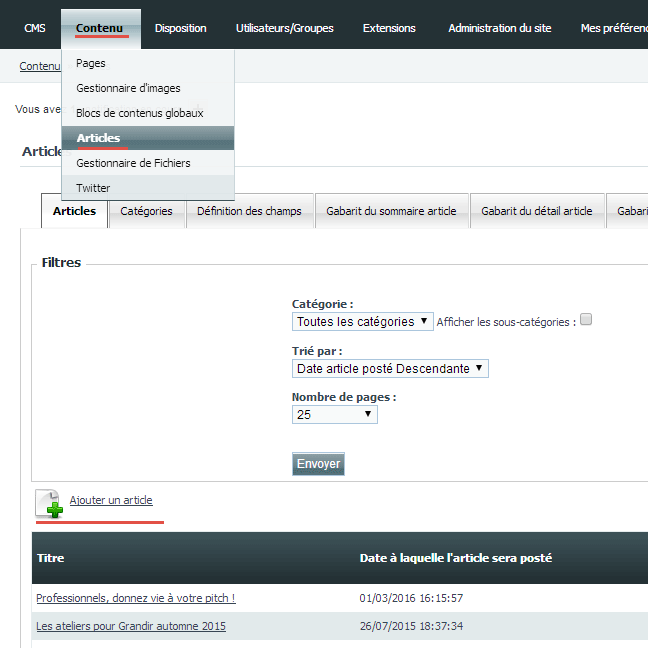 CMS Contenu Disposition Utilisateurs/Groupes Extensions Administration du site Mes préféren
Contenu
Pages
Gestionnaire d'images
Blocs de contenus globaux
Articles
Gestionnaire de Fichiers
Twitter
Vous ave
Article
Articles Catégories Définition des champs Gabarit du sommaire article Gabarit du détail article Gabari
Filtres
Catégorie :
Toutes les catégories Afficher les sous-catégories :
Trié par :
Date article posté Descendante
Nombre de pages :
25
Envoyer
Ajouter un article
Titre Date à laquelle l'article sera posté
Professionnels, donnez vie à votre pitch ! 01/03/2016 16:15:57
Les ateliers pour Grandir automne 2015 26/07/2015 18:37:34